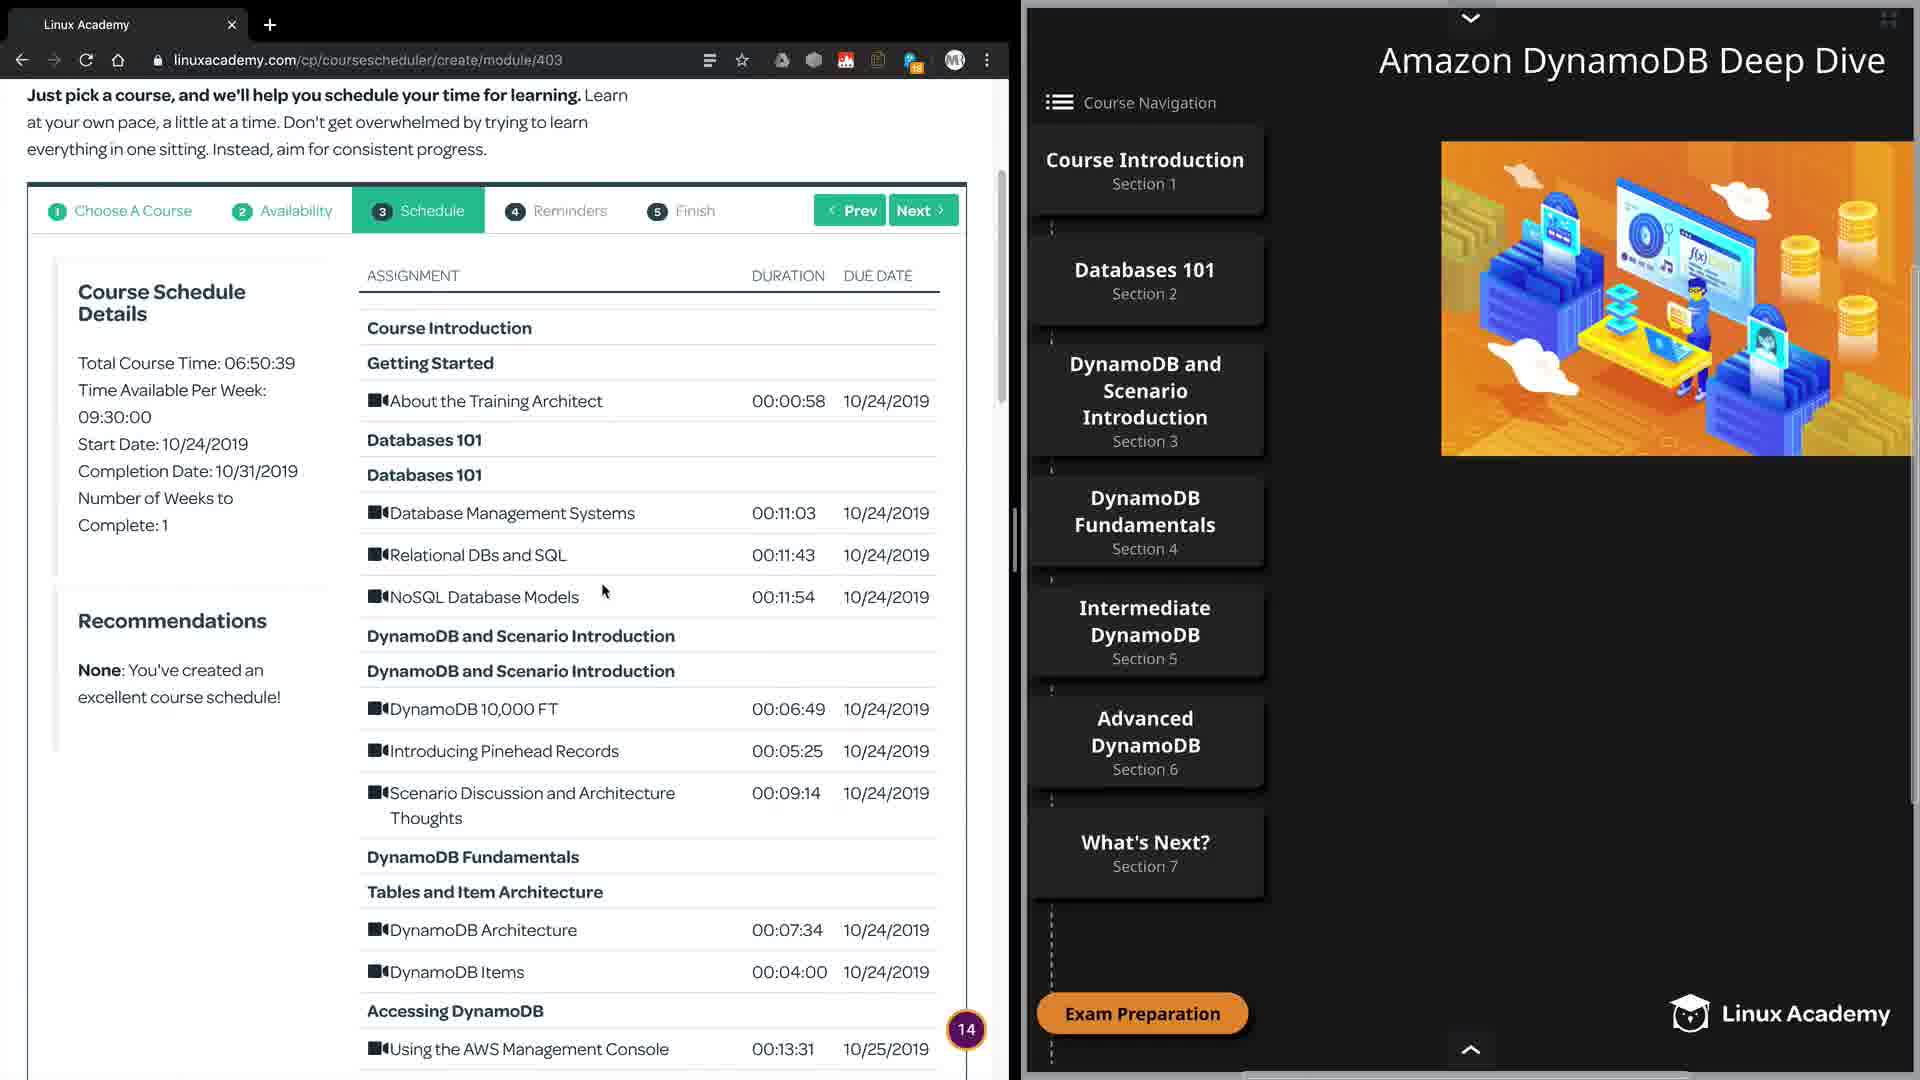 Linux Academy
linuxacademy.com/cp/coursescheduler/create/module/403
18
Just pick a course, and we'll help you schedule your time for learning. Learn
at your own pace, a little at a time. Don't get overwhelmed by trying to learn
everything in one sitting. Instead, aim for consistent progress.
1 Choose A Course
2 Availability
3 Schedule
4 Reminders
5 Finish
Prev
Next
Course Schedule
Details
Total Course Time: 06:50:39
Time Available Per Week:
09:30:00
Start Date: 10/24/2019
Completion Date: 10/31/2019
Number of Weeks to
Complete: 1
Recommendations
None: You've created an
excellent course schedule!
ASSIGNMENT DURATION DUE DATE
Course Introduction
Getting Started
About the Training Architect 00:00:58 10/24/2019
Databases 101
Databases 101
Database Management Systems 00:11:03 10/24/2019
Relational DBs and SQL 00:11:43 10/24/2019
NoSQL Database Models 00:11:54 10/24/2019
DynamoDB and Scenario Introduction
DynamoDB and Scenario Introduction
DynamoDB 10,000 FT 00:06:49 10/24/2019
Introducing Pinehead Records 00:05:25 10/24/2019
Scenario Discussion and Architecture 00:09:14 10/24/2019
Thoughts
DynamoDB Fundamentals
Tables and Item Architecture
DynamoDB Architecture 00:07:34 10/24/2019
DynamoDB Items 00:04:00 10/24/2019
Accessing DynamoDB
Using the AWS Management Console 00:13:31 10/25/2019
14
Amazon DynamoDB Deep Dive
Course Navigation
Course Introduction
Section 1
Databases 101
Section 2
DynamoDB and
Scenario
Introduction
Section 3
DynamoDB
Fundamentals
Section 4
Intermediate
DynamoDB
Section 5
Advanced
DynamoDB
Section 6
What's Next?
Section 7
Exam Preparation
f(x)
Linux Academy